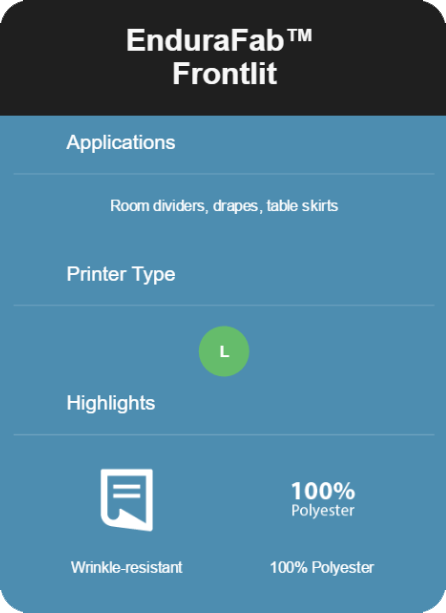 EnduraFab™
Frontlit
Applications
Room dividers, drapes, table skirts
Printer Type
L
Highlights
100%
Polyester
Wrinkle-resistant
100% Polyester